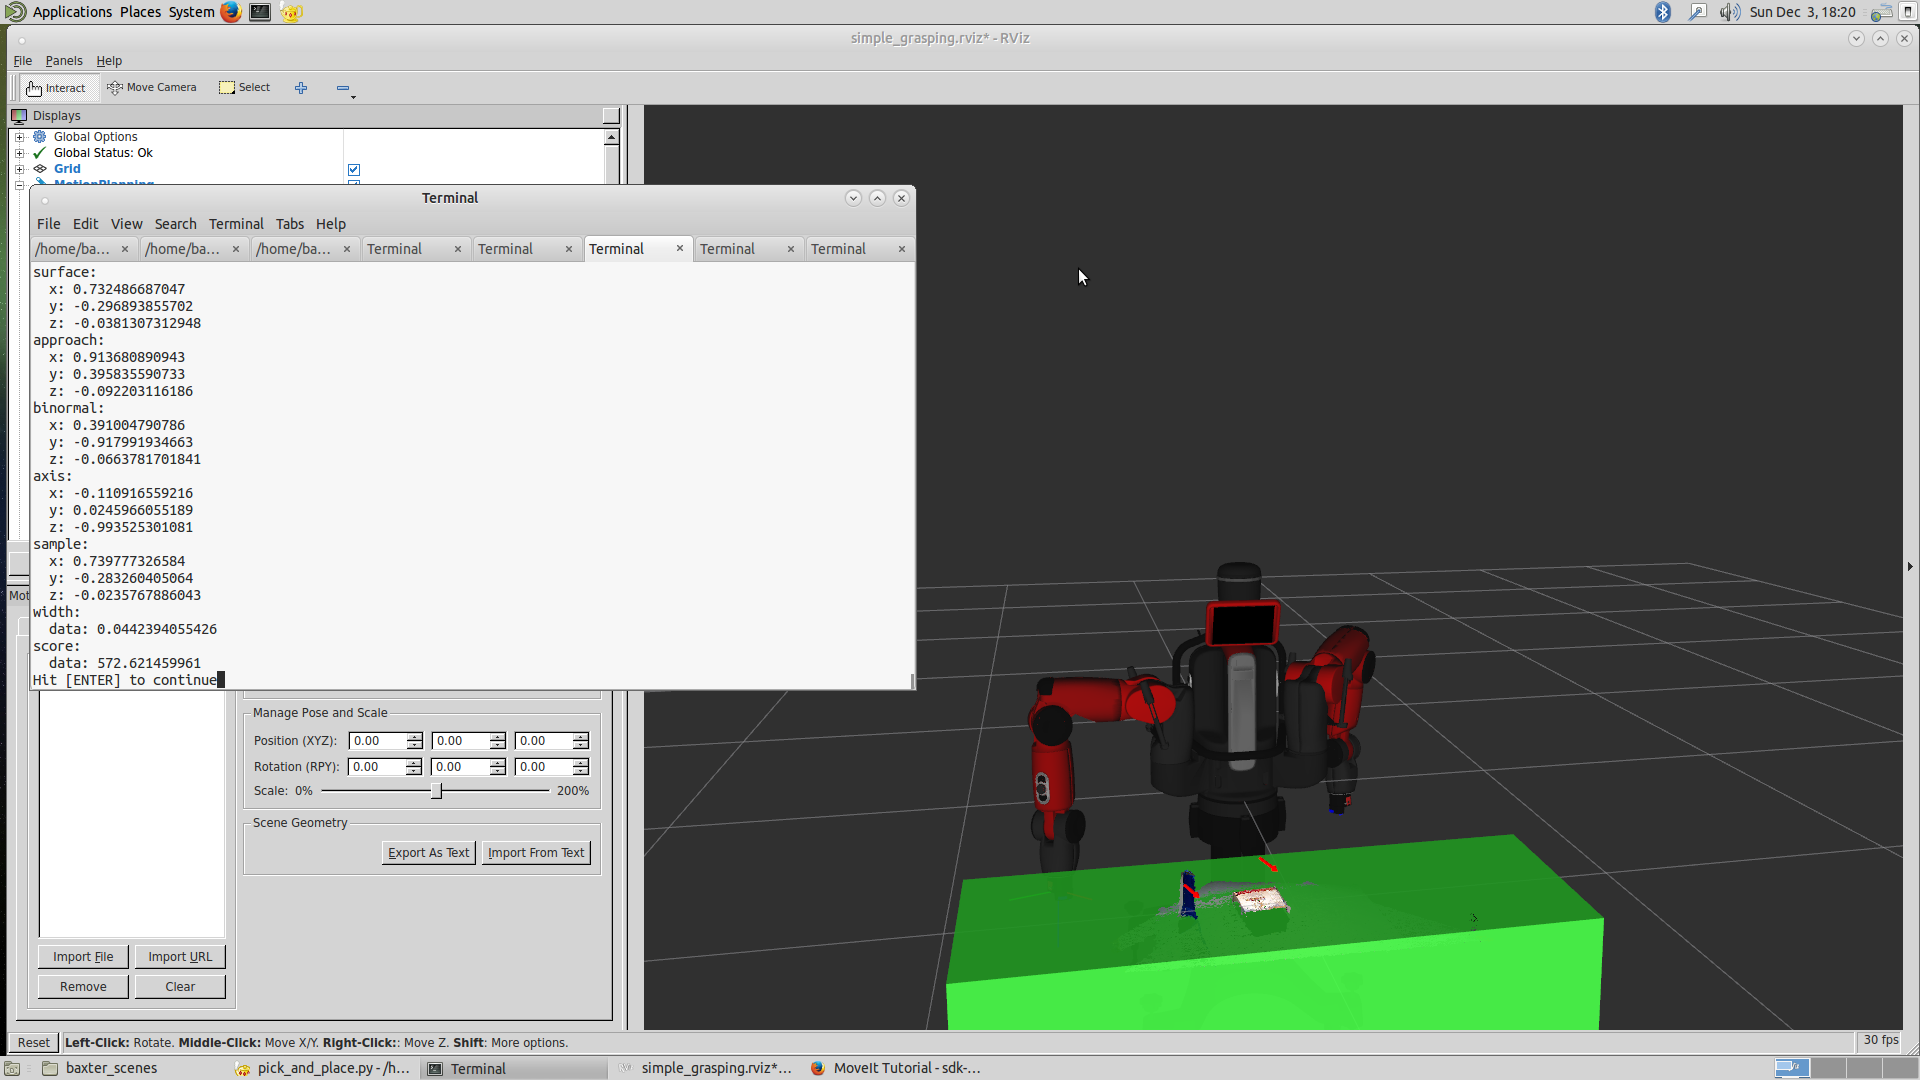 Applications Places System Sun Dec 3, 18:20
simple_grasping.rviz* - RViz
File Panels Help
Interact Move Camera Select
Displays
Global Options
Global Status: Ok
Grid
MotionPlanning
Terminal
File Edit View Search Terminal Tabs Help
/home/ba... /home/ba... /home/ba... Terminal Terminal Terminal Terminal Terminal
surface:
x: 0.732486687047
y: -0.296893855702
z: -0.0381307312948
approach:
x: 0.913680890943
y: 0.395835590733
z: -0.092203116186
binormal:
x: 0.391004790786
y: -0.917991934663
z: -0.0663781701841
axis:
x: -0.110916559216
y: 0.0245966055189
z: -0.993525301081
sample:
x: 0.739777326584
y: -0.283260405064
z: -0.0235767886043
width:
data: 0.0442394055426
score:
data: 572.621459961
Hit [ENTER] to continue
Mot
Manage Pose and Scale
Position (XYZ): 0.00 0.00 0.00
Rotation (RPY): 0.00 0.00 0.00
Scale: 0% 200%
Scene Geometry
Export As Text Import From Text
Import File Import URL
Remove Clear
Reset Left-Click: Rotate. Middle-Click: Move X/Y. Right-Click:: Move Z. Shift: More options. 30 fps
baxter_scenes pick_and_place.py - /h... Terminal simple_grasping.rviz*... MoveIt Tutorial - sdk-...